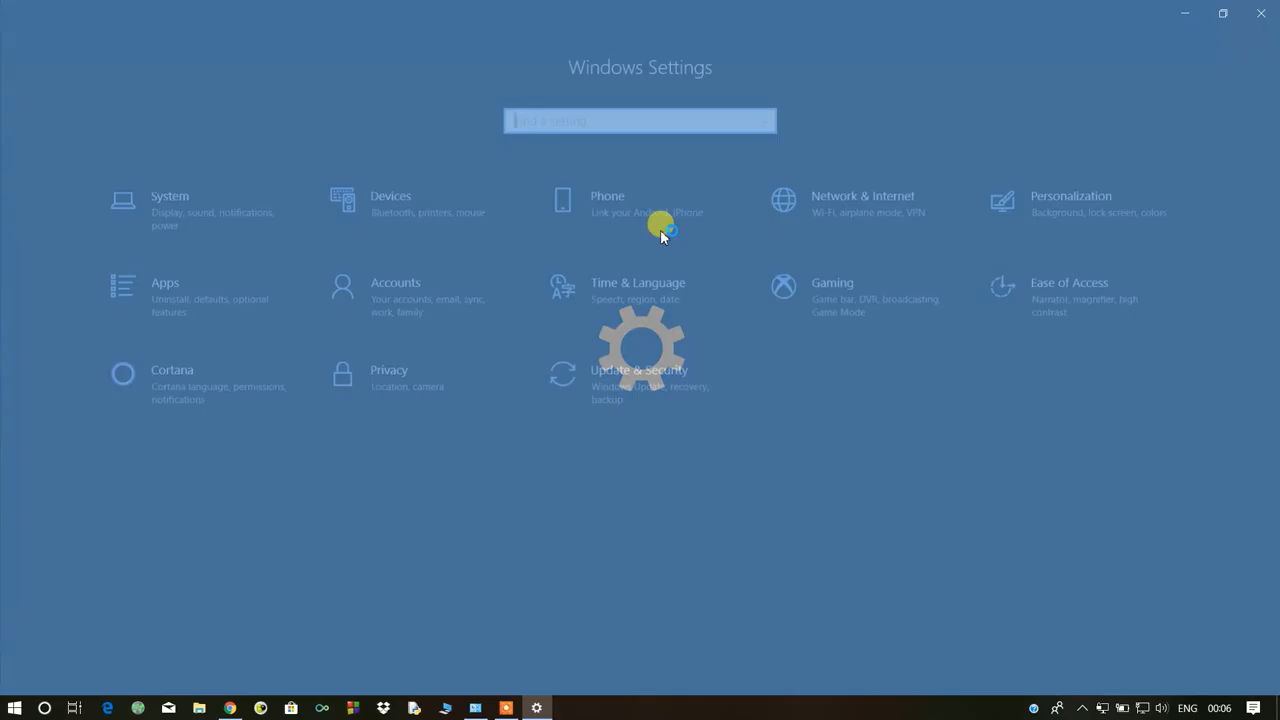 Windows Settings
Find a setting
System
Display, sound, notifications,
power
Devices
Bluetooth, printers, mouse
Phone
Link your Android, iPhone
Network & Internet
Wi-Fi, airplane mode, VPN
Personalization
Background, lock screen, colors
Apps
Uninstall, defaults, optional
features
Accounts
Your accounts, email, sync,
work, family
Time & Language
Speech, region, date
Gaming
Game bar, DVR, broadcasting,
Game Mode
Ease of Access
Narrator, magnifier, high
contrast
Cortana
Cortana language, permissions,
notifications
Privacy
Location, camera
Update & Security
Windows Update, recovery,
backup
ENG 00:06